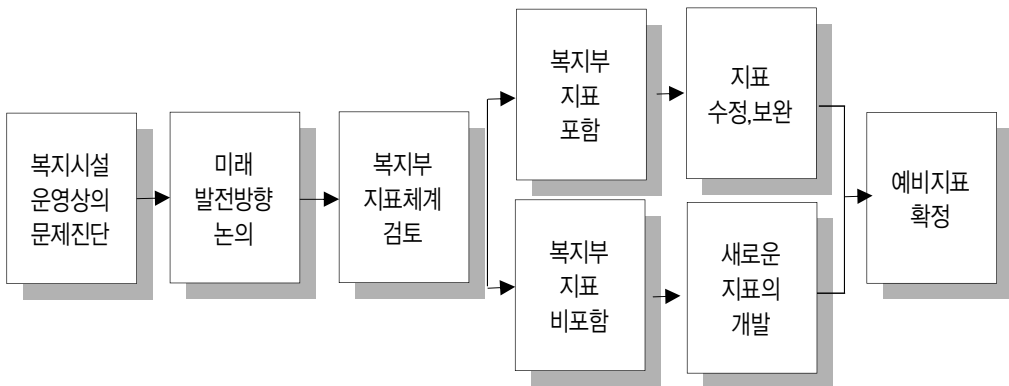 복지시설
운영상의
문제진단
미래
발전방향
논의
복지부
지표체계
검토
복지부
지표
포함
지표
수정,보완
복지부
지표
비포함
새로운
지표의
개발
예비지표
확정